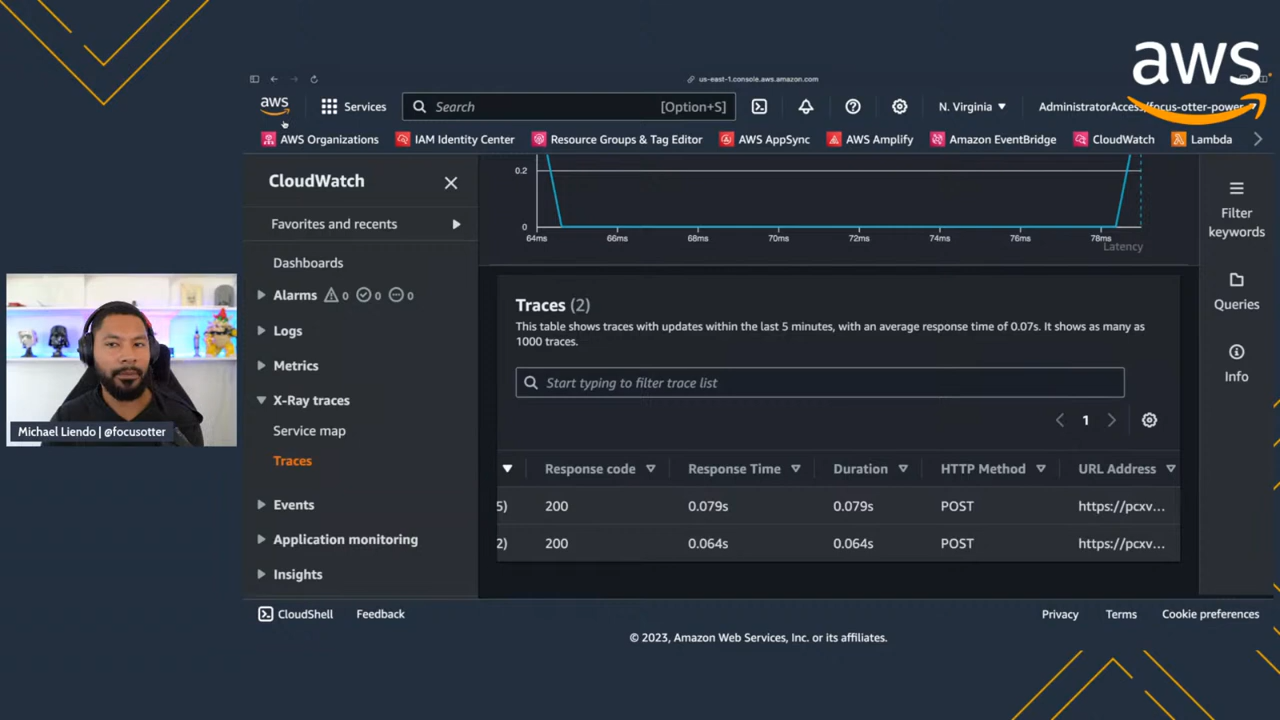 aws
us-east-1.console.aws.amazon.com
aws
Services
Search
[Option+S]
N. Virginia
AdministratorAccess/focus-otter-power
AWS Organizations
IAM Identity Center
Resource Groups & Tag Editor
AWS AppSync
AWS Amplify
Amazon EventBridge
CloudWatch
Lambda
CloudWatch
Favorites and recents
Dashboards
Alarms 0 0 0
Logs
Metrics
X-Ray traces
Service map
Traces
Events
Application monitoring
Insights
0.2
0
64ms 66ms 68ms 70ms 72ms 74ms 76ms 78ms
Latency
Traces (2)
This table shows traces with updates within the last 5 minutes, with an average response time of 0.07s. It shows as many as
1000 traces.
Start typing to filter trace list
1
Response code Response Time Duration HTTP Method URL Address
5) 200 0.079s 0.079s POST https://pcxv...
2) 200 0.064s 0.064s POST https://pcxv...
Filter
keywords
Queries
Info
Michael Liendo | @focusotter
CloudShell
Feedback
Privacy
Terms
Cookie preferences
© 2023, Amazon Web Services, Inc. or its affiliates.